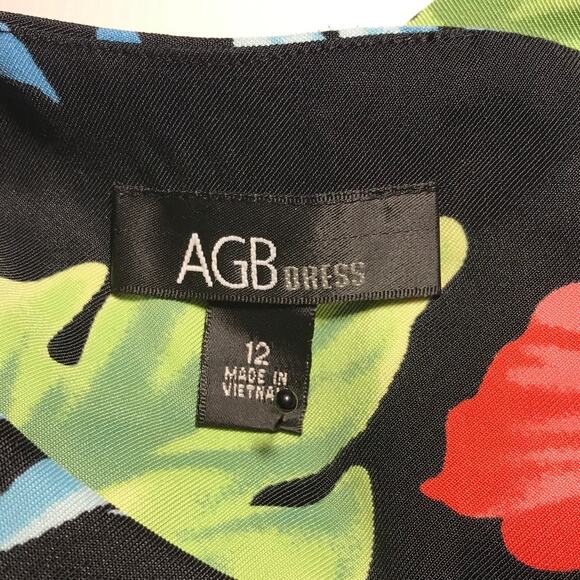 AGB DRESS
12
MADE IN
VIETNAM